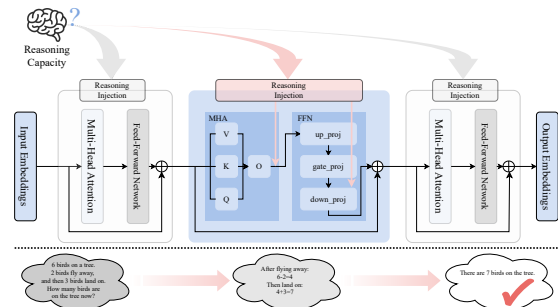 ?
Reasoning
Capacity
Reasoning
Injection
Reasoning
Injection
Reasoning
Injection
Input Embeddings
Multi-Head Attention
Feed-Forward Network
MHA
V
K
Q
O
FFN
up_proj
gate_proj
down_proj
Multi-Head Attention
Feed-Forward Network
Output Embeddings
6 birds on a tree.
2 birds fly away,
and then 3 birds land on.
How many birds are
on the tree now?
After flying away:
6-2=4
Then land on:
4+3=7
There are 7 birds on the tree.